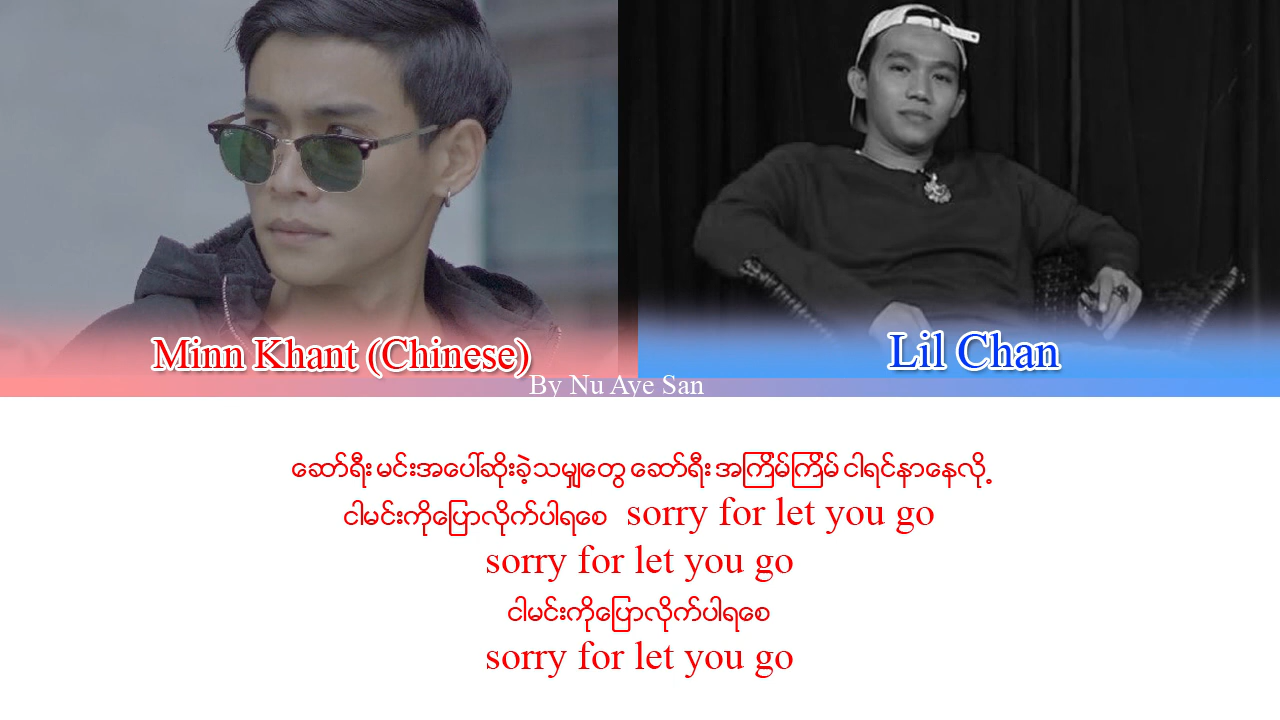 Minn Khant (Chinese)
Lil Chan
By Nu Aye San
ဆော်ရီး မင်းအပေါ်ဆိုးခဲ့သမျှတွေ ဆော်ရီး အကြိမ်ကြိမ် ငါရင်နာနေလို့
ငါမင်းကိုပြောလိုက်ပါရစေ sorry for let you go
sorry for let you go
ငါမင်းကိုပြောလိုက်ပါရစေ
sorry for let you go